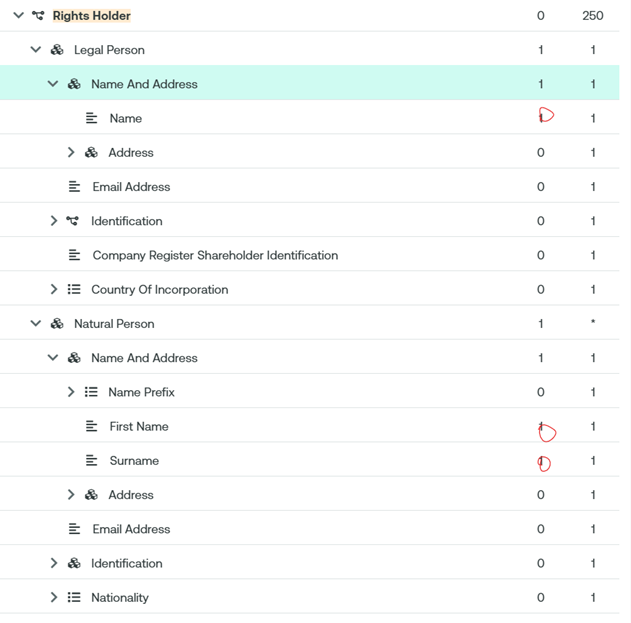 Rights Holder 0 250
Legal Person 1 1
Name And Address 1 1
Name 1 1
Address 0 1
Email Address 0 1
Identification 0 1
Company Register Shareholder Identification 0 1
Country Of Incorporation 0 1
Natural Person 1 *
Name And Address 1 1
Name Prefix 0 1
First Name 1 1
Surname 1 1
Address 0 1
Email Address 0 1
Identification 0 1
Nationality 0 1